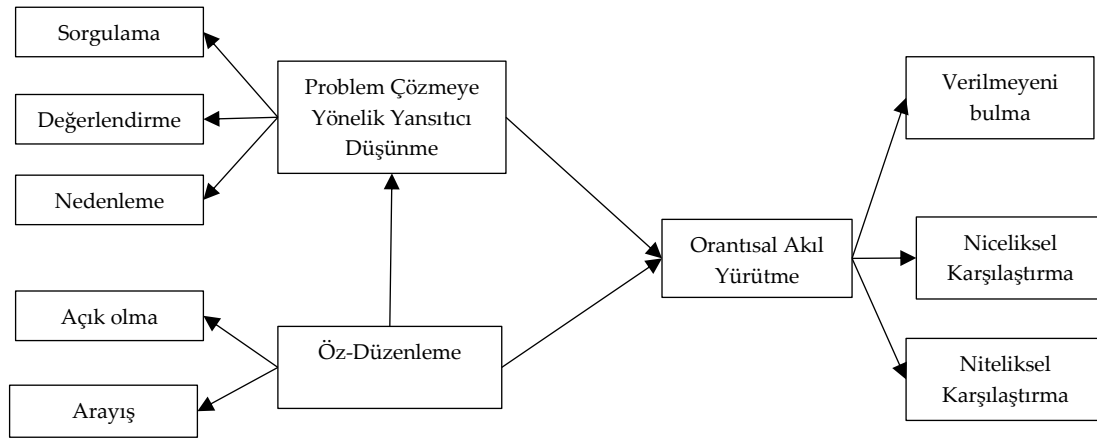 Sorgulama
Değerlendirme
Nedenleme
Açık olma
Arayış
Problem Çözmeye
Yönelik Yansıtıcı
Düşünme
Öz-Düzenleme
Orantısal Akıl
Yürütme
Verilmeyeni
bulma
Niceliksel
Karşılaştırma
Niteliksel
Karşılaştırma